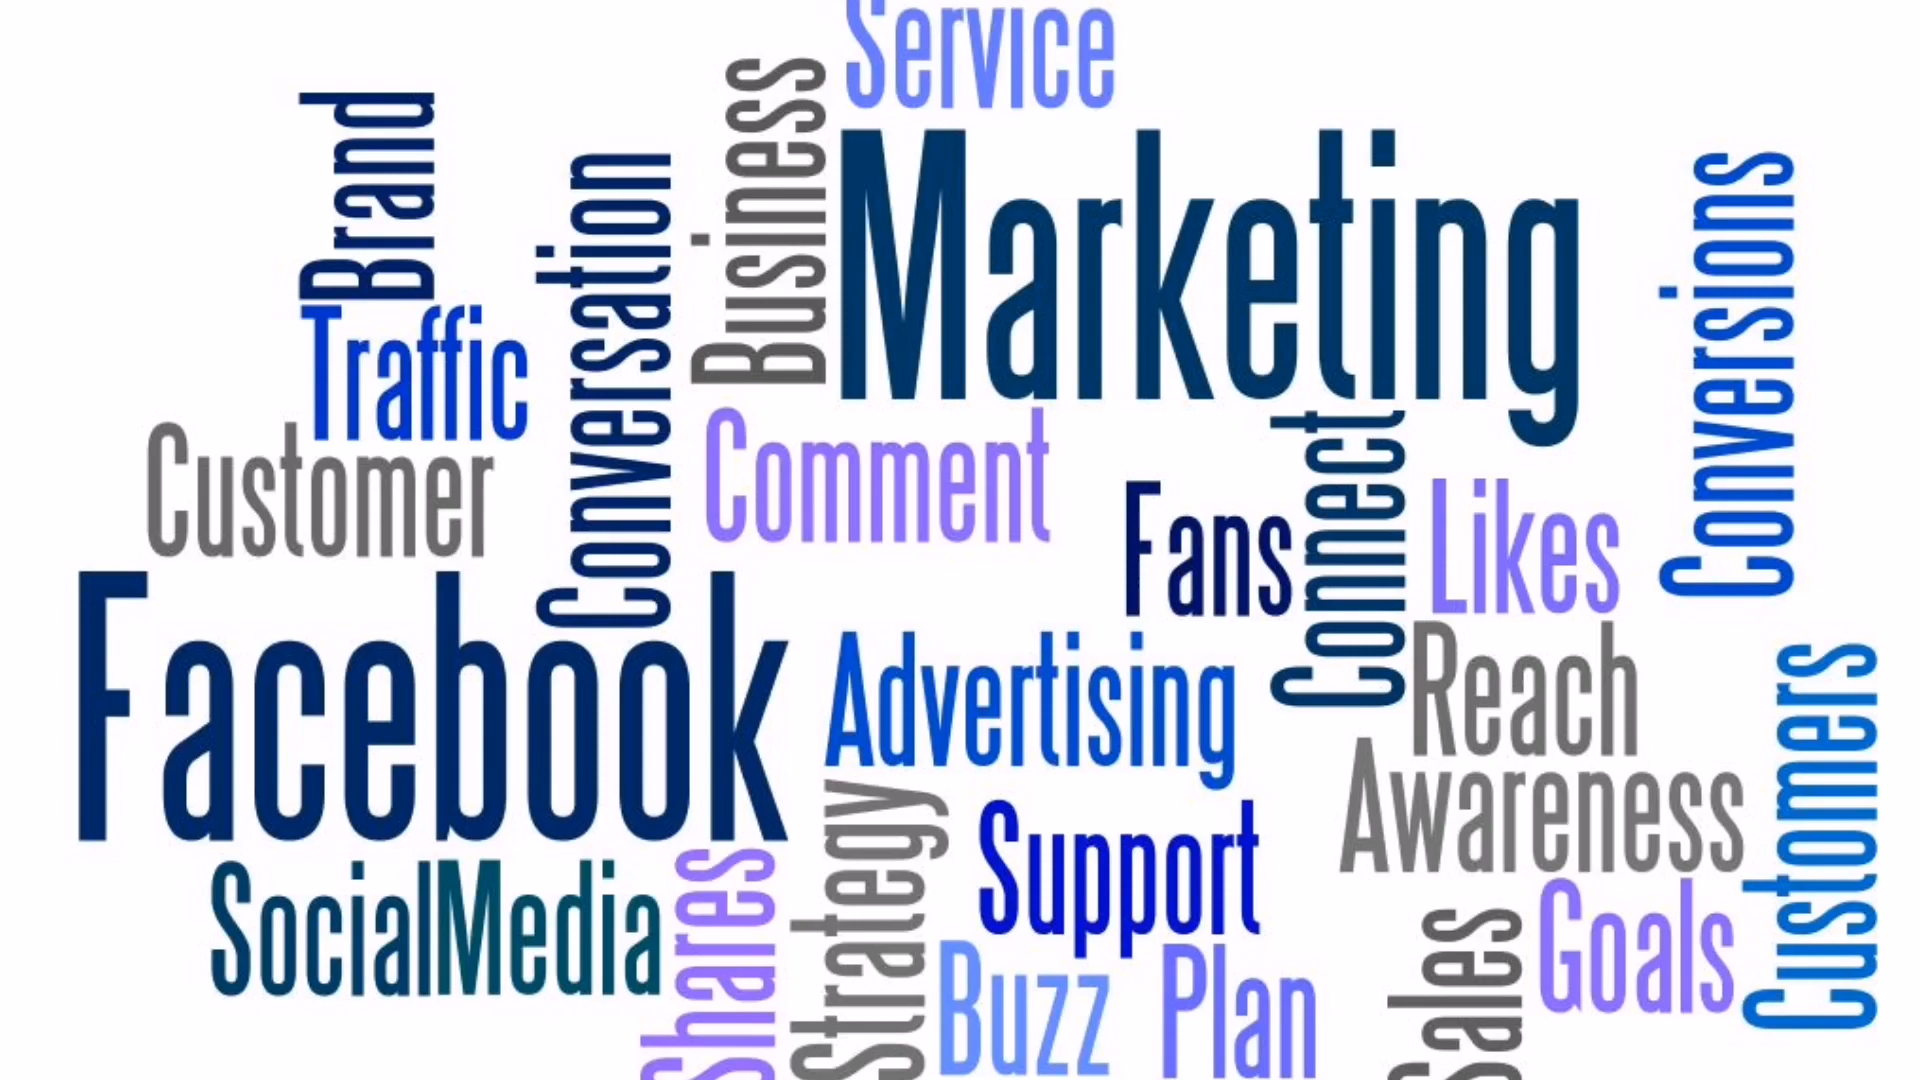 Service
Brand
Business
Marketing
Conversation
Conversions
Traffic
Customer
Comment
Connect
Fans
Likes
Facebook
Advertising
Reach
Customers
Awareness
Strategy
Support
SocialMedia
Shares
Goals
Sales
Buzz
Plan